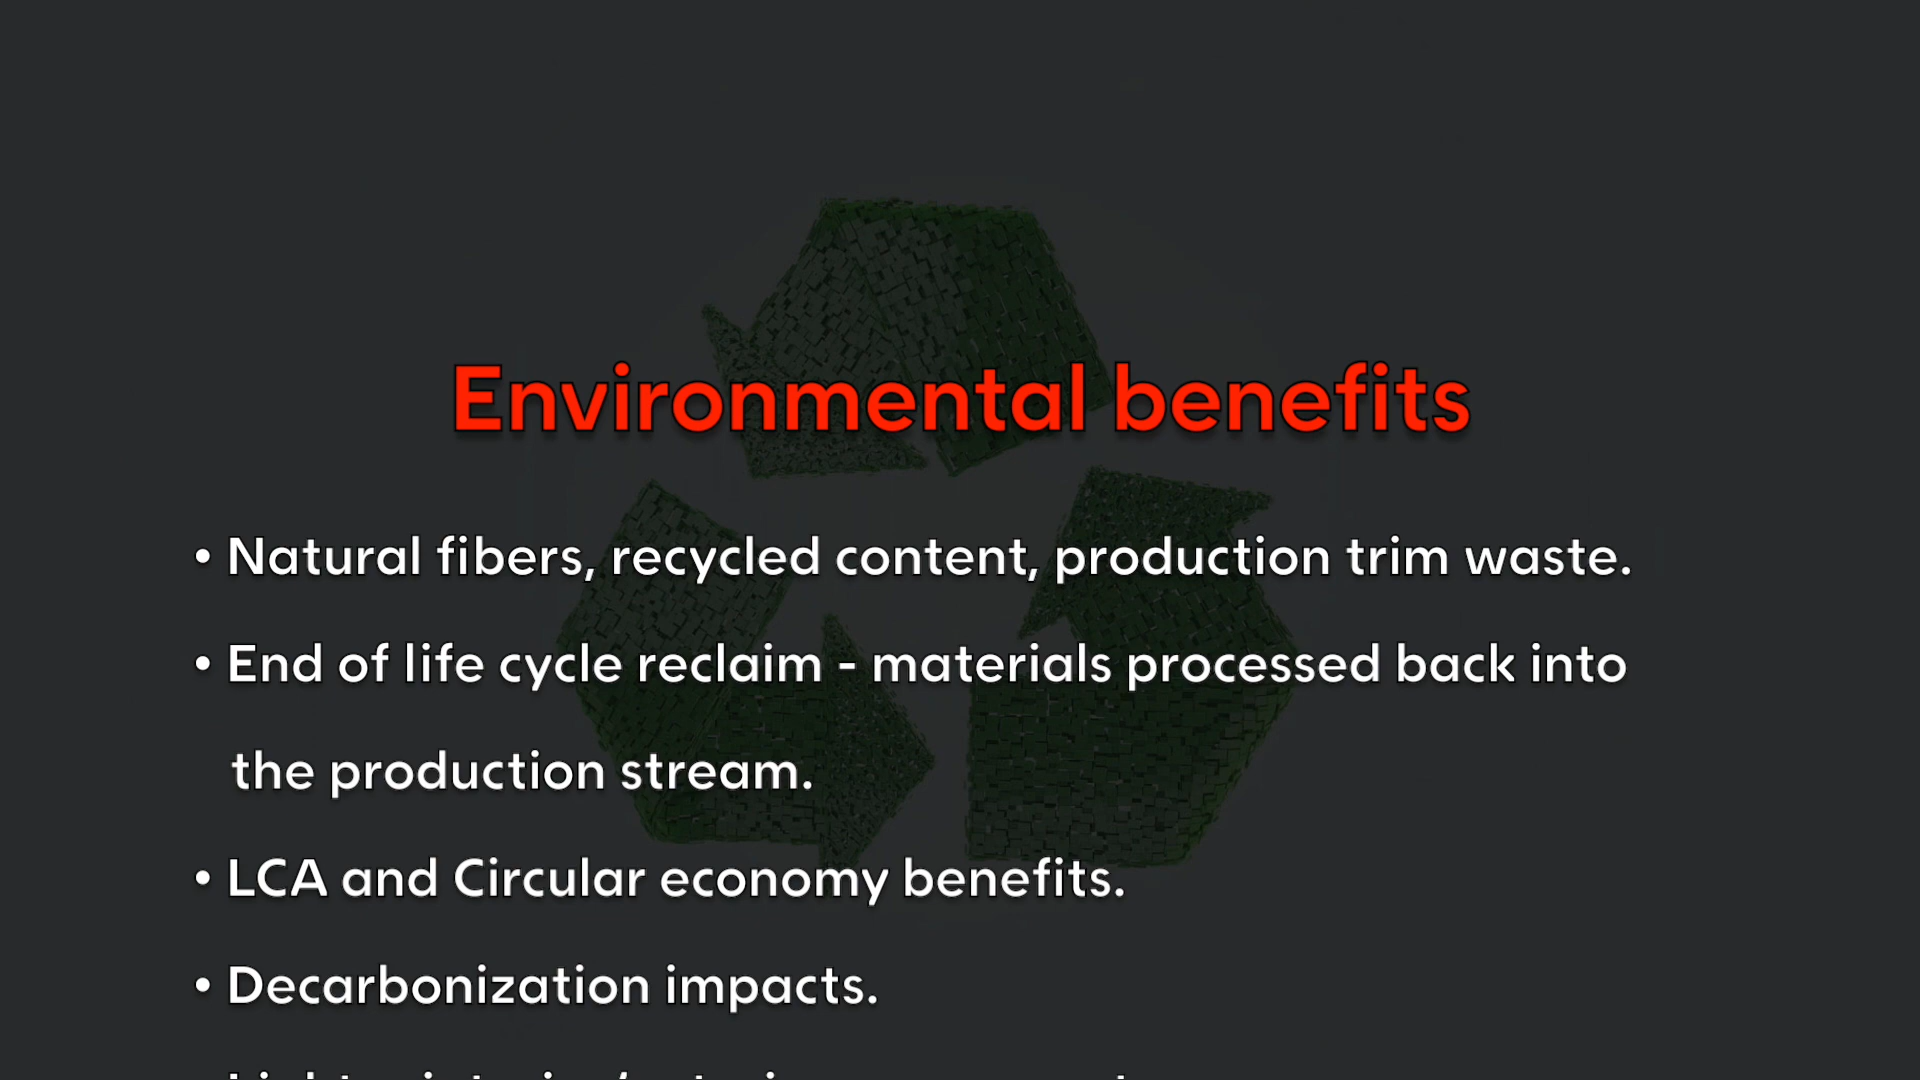 Environmental benefits
• Natural fibers, recycled content, production trim waste.
• End of life cycle reclaim - materials processed back into
the production stream.
• LCA and Circular economy benefits.
• Decarbonization impacts.